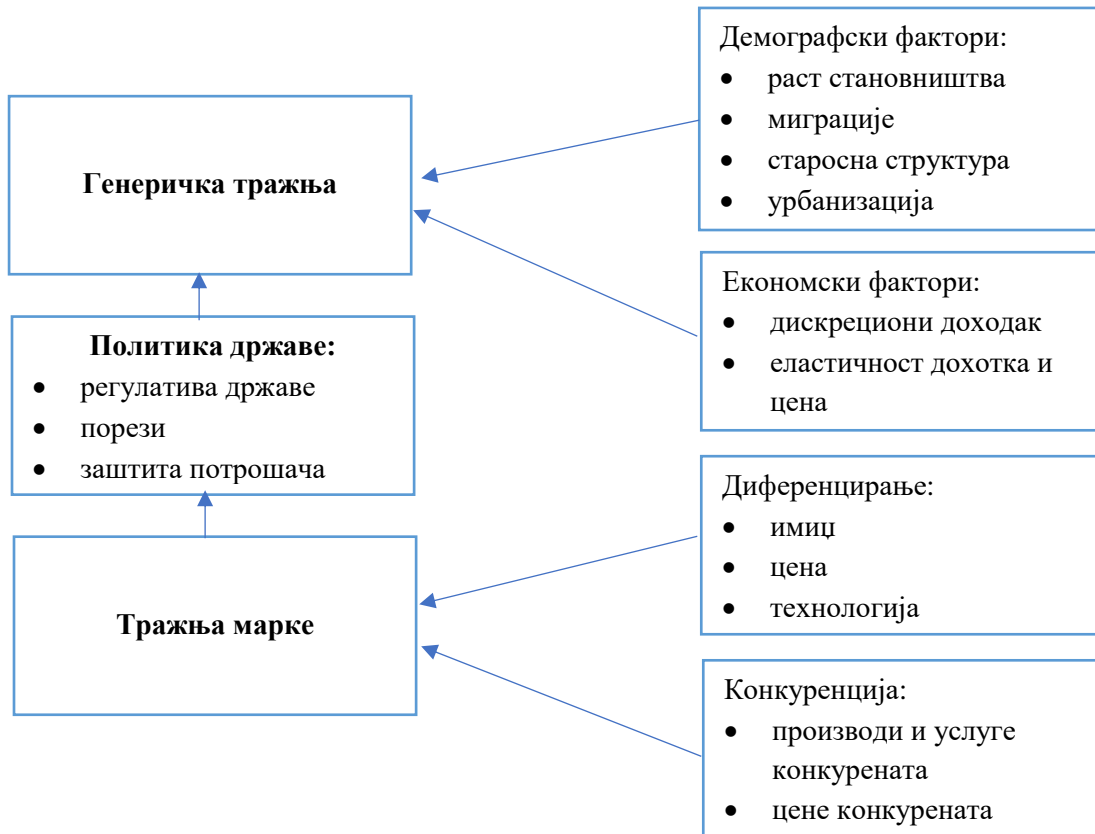 Генеричка тражња
Политика државе:
• регулатива државе
• порези
• заштита потрошача
Тражња марке
Демографски фактори:
• раст становништва
• миграције
• старосна структура
• урбанизација
Економски фактори:
• дискрециони доходак
• еластичност дохотка и
цена
Диференцирање:
• имиџ
• цена
• технологија
Конкуренција:
• производи и услуге
конкурената
• цене конкурената